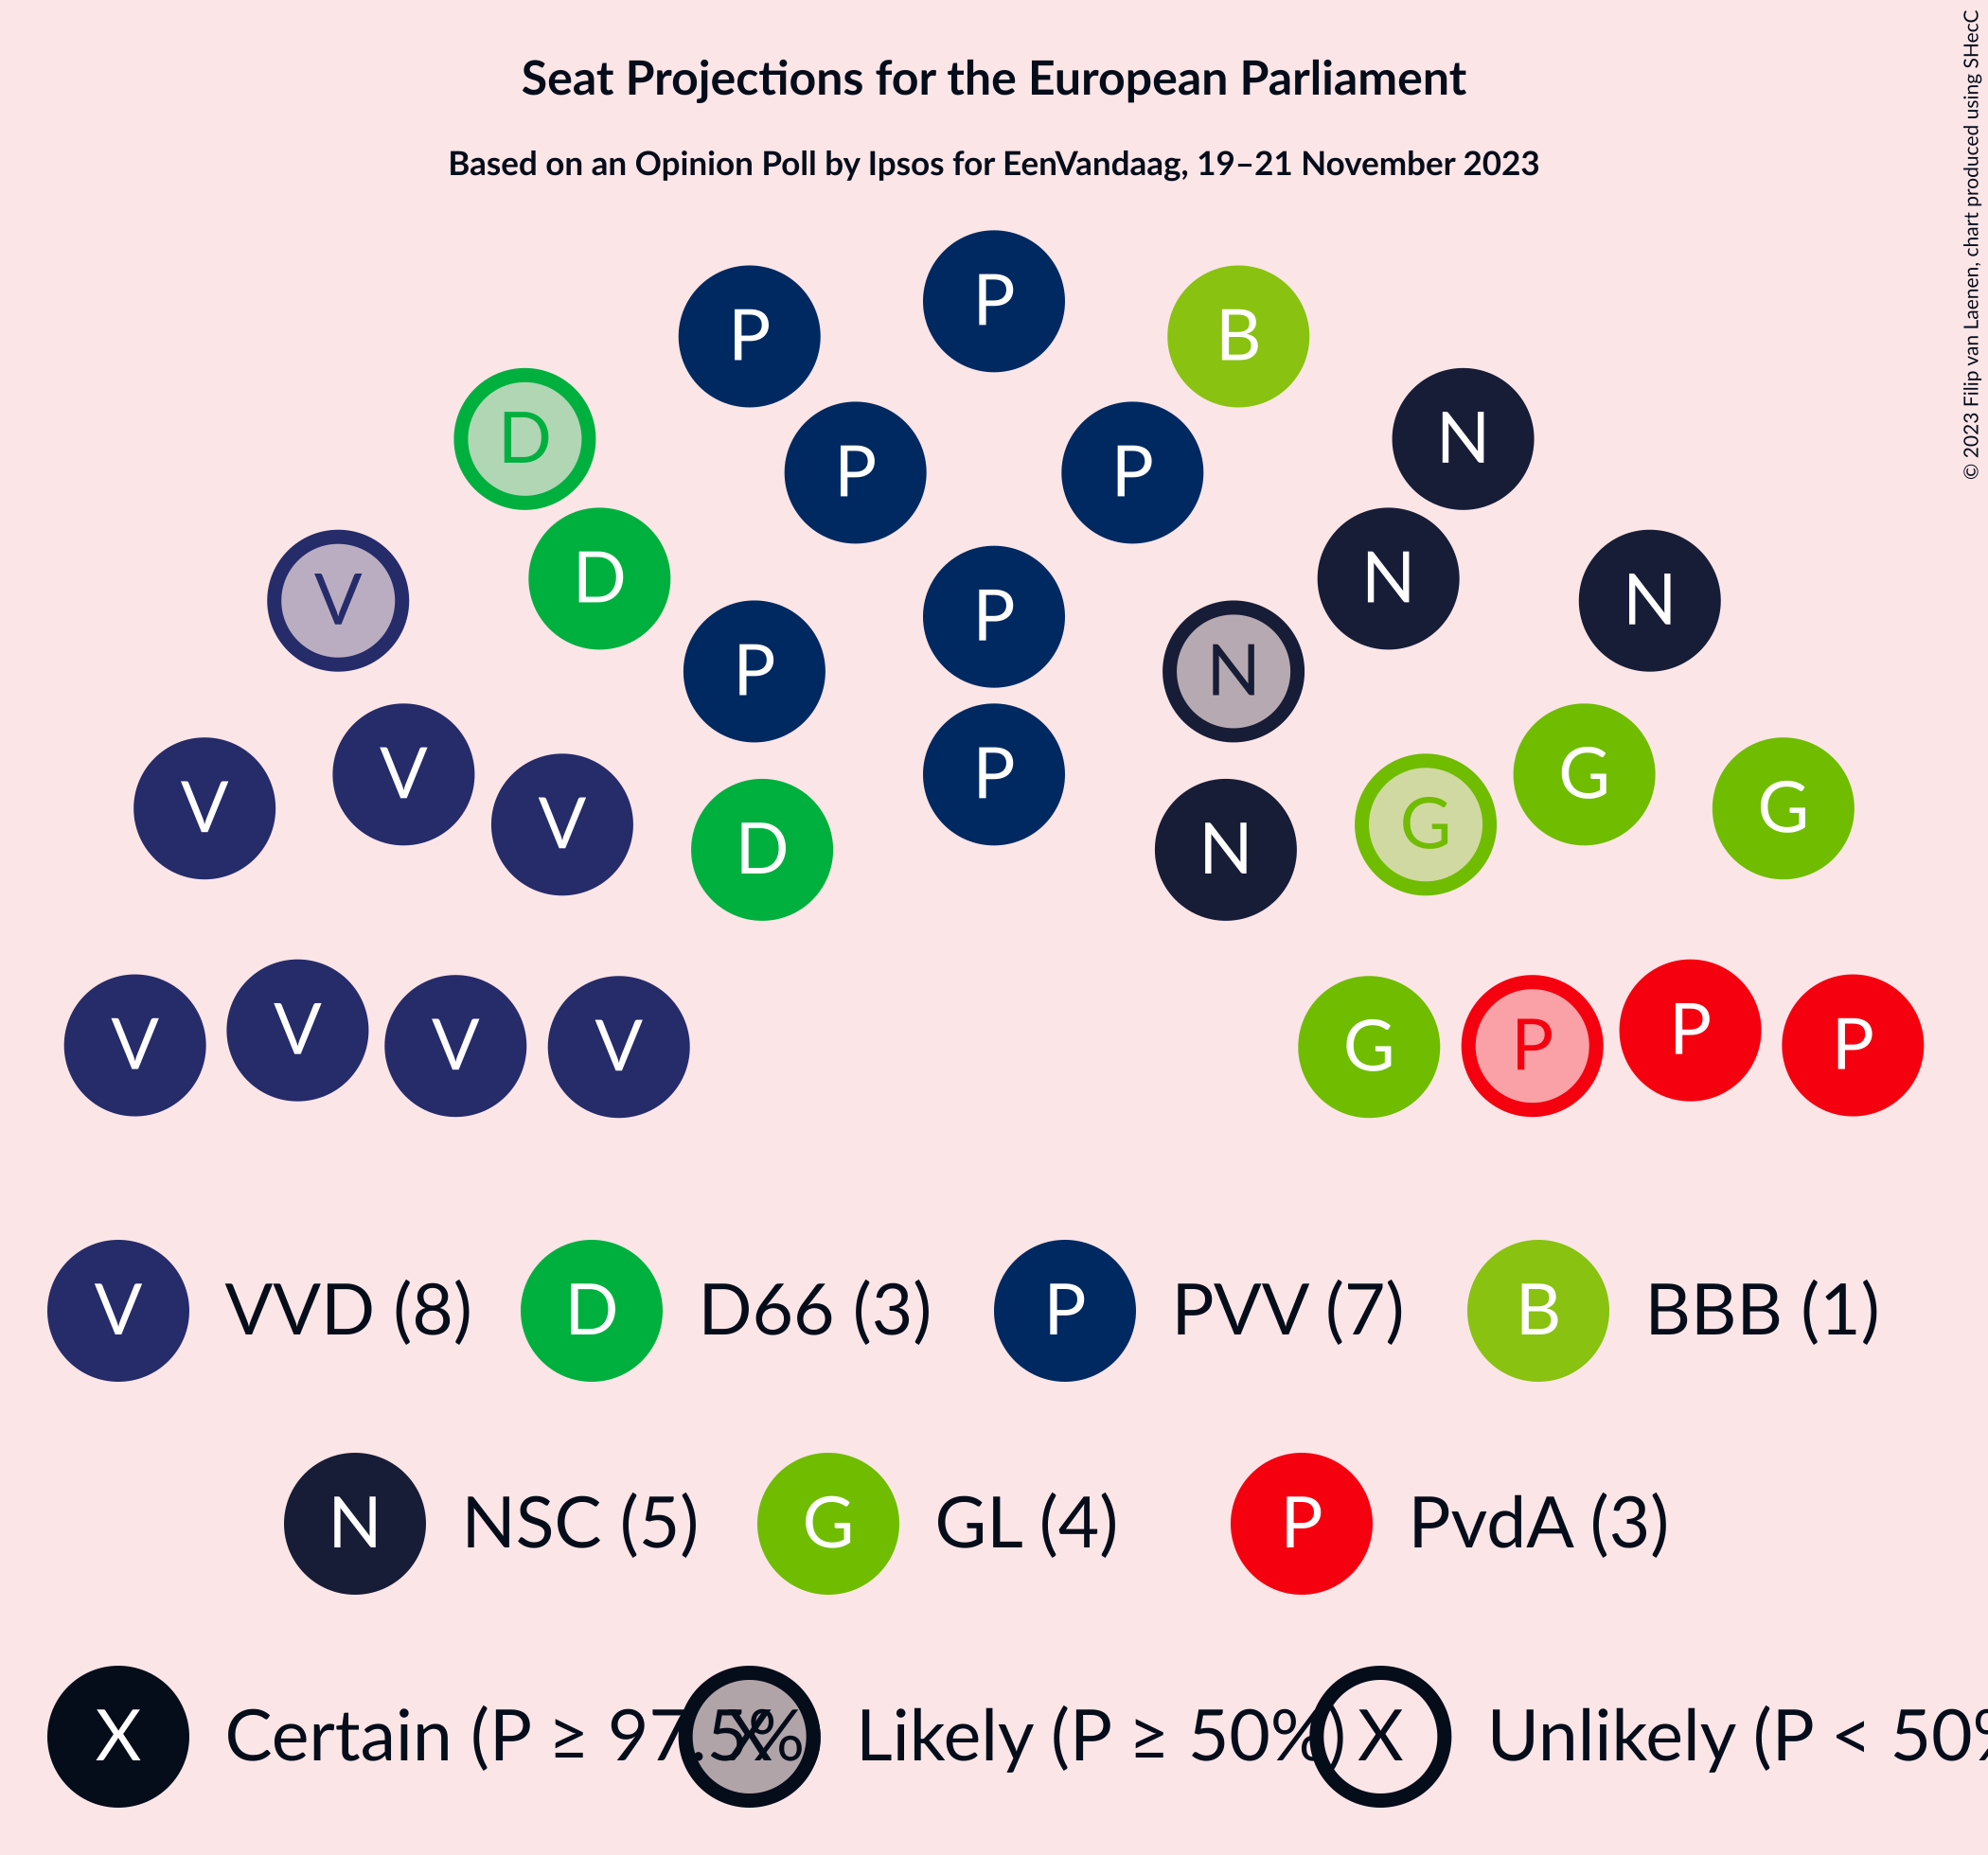 Seat Projections for the European Parliament
Based on an Opinion Poll by Ipsos for EenVandaag, 19–21 November 2023
© 2023 Filip van Laenen, chart produced using SHecC
P
P B
D N
P P
V D N N
P
P N
V V G G
V P G
D N
V V V V G P P P
V VVD (8) D D66 (3) P PVV (7) B BBB (1)
N NSC (5) G GL (4) P PvdA (3)
X Certain (P ≥ 97.5% X Likely (P ≥ 50%) X Unlikely (P < 50%